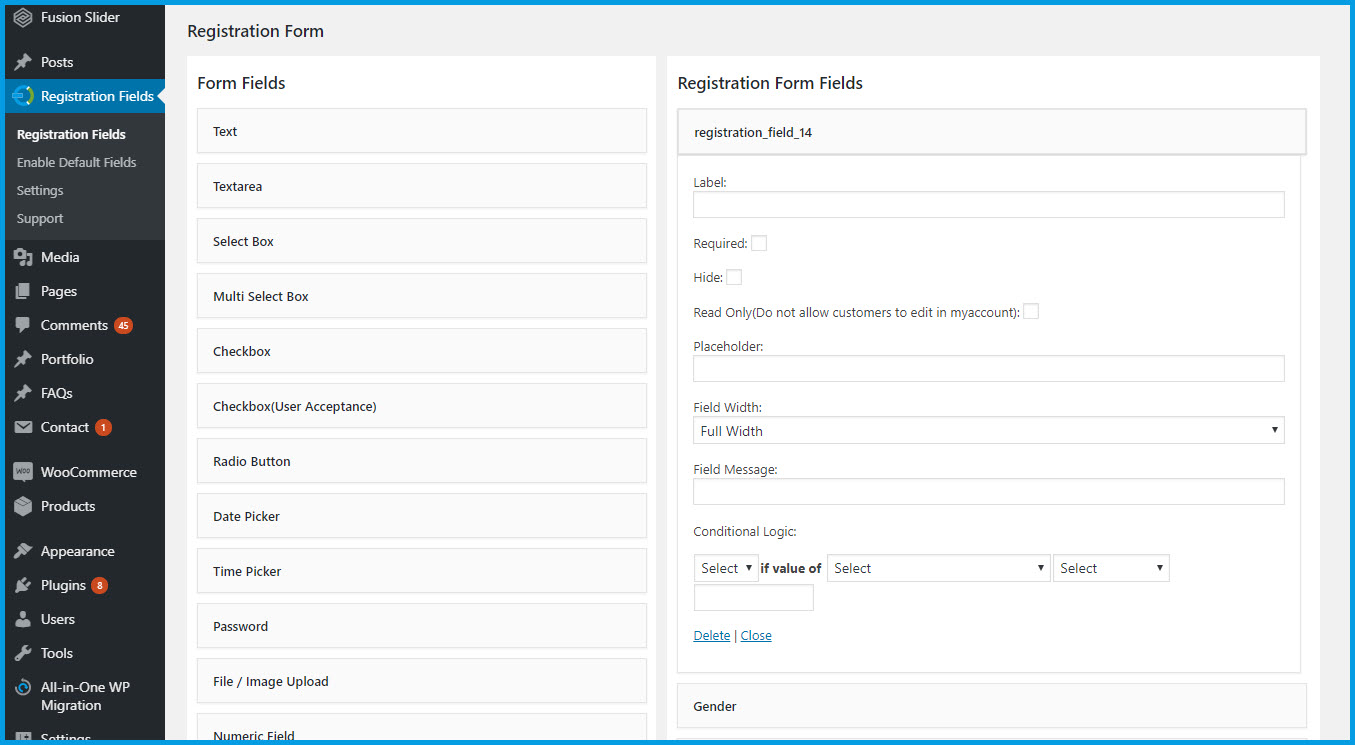 Fusion Slider
Posts
Registration Fields
Registration Fields
Enable Default Fields
Settings
Support
Media
Pages
Comments 45
Portfolio
FAQs
Contact 1
WOO WooCommerce
Products
Appearance
Plugins 8
Users
Tools
All-in-One WP
Migration
Settings
Registration Form
Form Fields
Text
Textarea
Select Box
Multi Select Box
Checkbox
Checkbox(User Acceptance)
Radio Button
Date Picker
Time Picker
Password
File / Image Upload
Numeric Field
Registration Form Fields
registration_field_14
Label:
Required:
Hide:
Read Only(Do not allow customers to edit in myaccount):
Placeholder:
Field Width:
Full Width
Field Message:
Conditional Logic:
Select if value of Select Select
Delete | Close
Gender